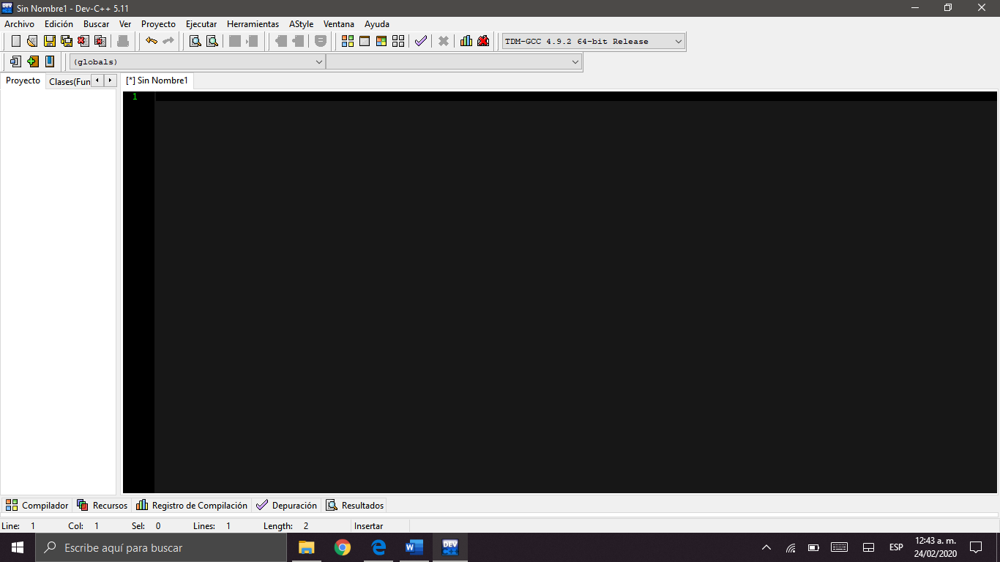 Sin Nombre1 - Dev-C++ 5.11
Archivo Edición Buscar Ver Proyecto Ejecutar Herramientas AStyle Ventana Ayuda
TDM-GCC 4.9.2 64-bit Release
(globals)
Proyecto Clases(Fun [*] Sin Nombre1
1
Compilador Recursos Registro de Compilación Depuración Resultados
Line: 1 Col: 1 Sel: 0 Lines: 1 Length: 2 Insertar
Escribe aquí para buscar
DEV
ESP
12:43 a. m.
24/02/2020